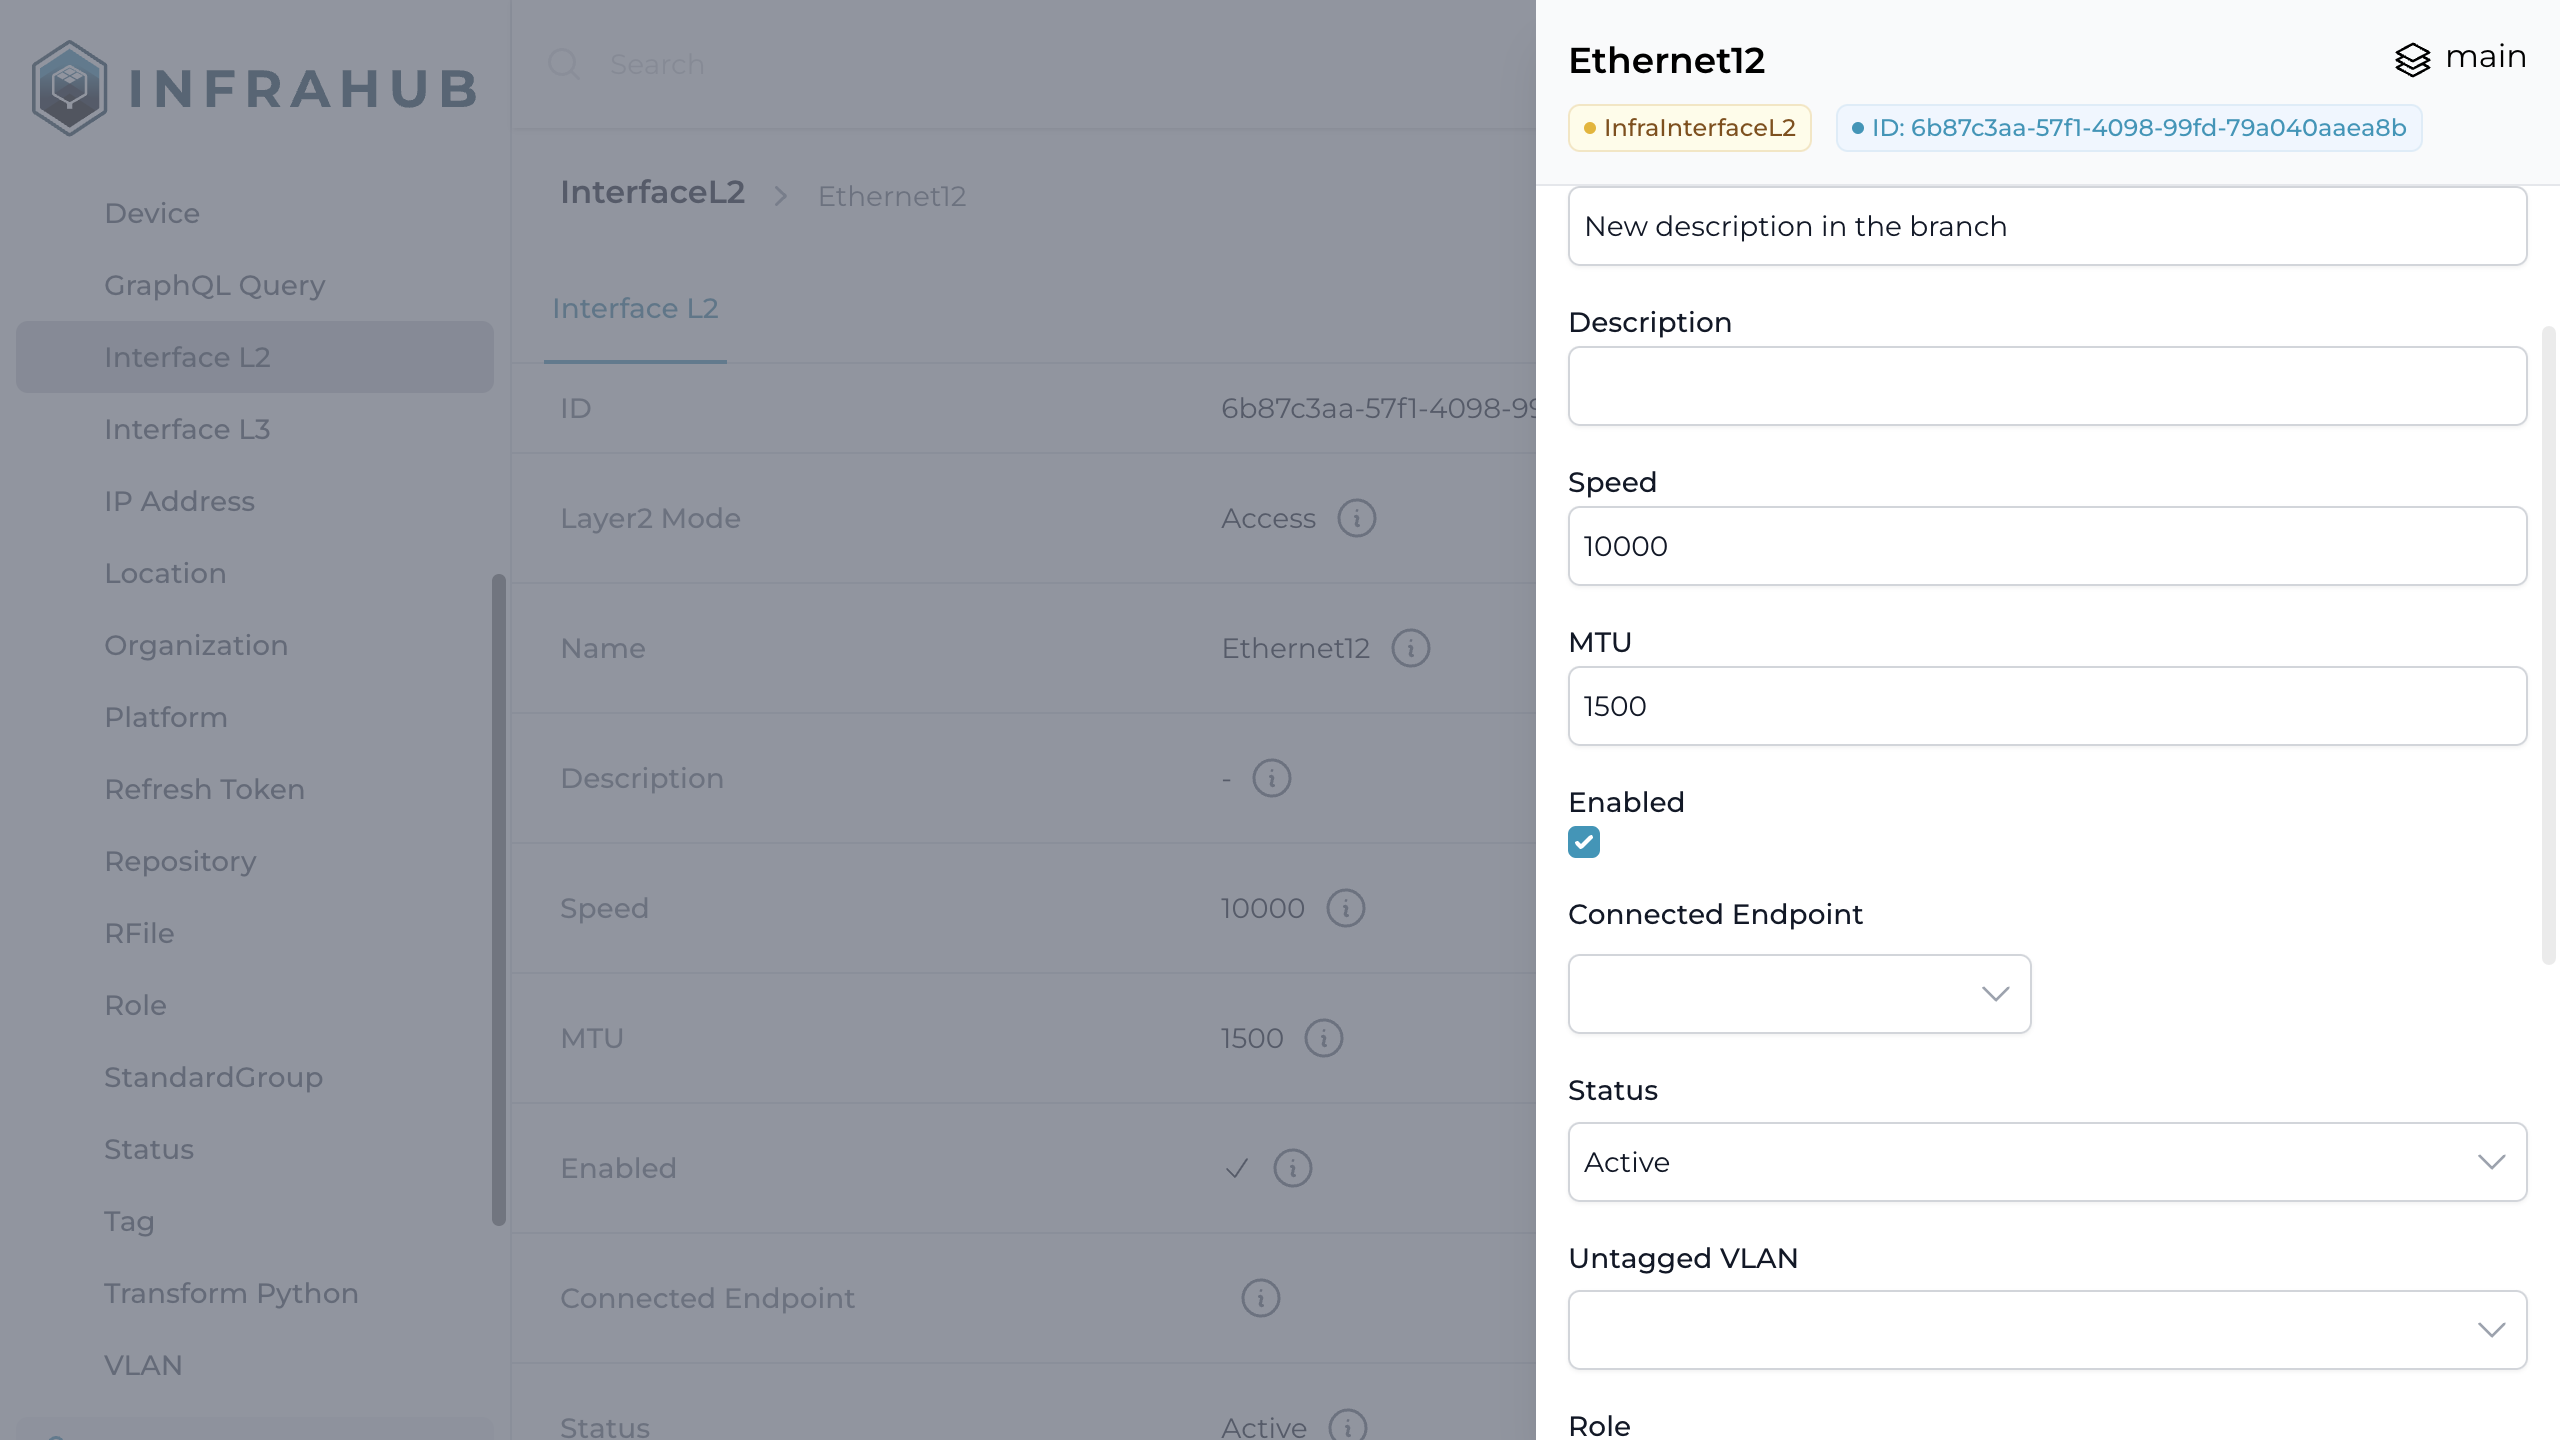 INFRAHUB
Device
GraphQL Query
Interface L2
Interface L3
IP Address
Location
Organization
Platform
Refresh Token
Repository
RFile
Role
StandardGroup
Status
Tag
Transform Python
VLAN
Search
InterfaceL2 > Ethernet12
Interface L2
ID 6b87c3aa-57f1-4098-99
Layer2 Mode Access
Name Ethernet12
Description -
Speed 10000
MTU 1500
Enabled
Connected Endpoint
Status Active
Ethernet12
main
InfraInterfaceL2 ID: 6b87c3aa-57f1-4098-99fd-79a040aaea8b
New description in the branch
Description
Speed
10000
MTU
1500
Enabled
Connected Endpoint
Status
Active
Untagged VLAN
Role